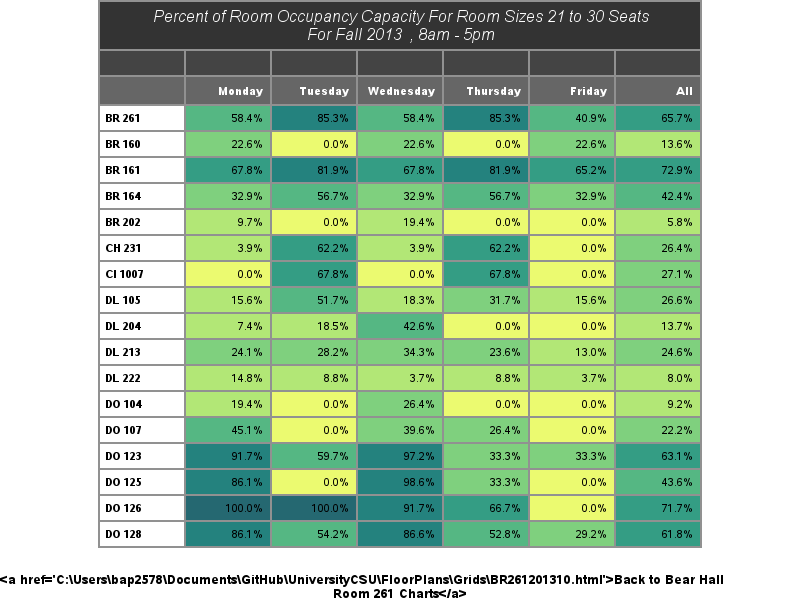 Percent of Room Occupancy Capacity For Room Sizes 21 to 30 Seats
For Fall 2013 , 8am - 5pm
Monday Tuesday Wednesday Thursday Friday All
BR 261 58.4% 85.3% 58.4% 85.3% 40.9% 65.7%
BR 160 22.6% 0.0% 22.6% 0.0% 22.6% 13.6%
BR 161 67.8% 81.9% 67.8% 81.9% 65.2% 72.9%
BR 164 32.9% 56.7% 32.9% 56.7% 32.9% 42.4%
BR 202 9.7% 0.0% 19.4% 0.0% 0.0% 5.8%
CH 231 3.9% 62.2% 3.9% 62.2% 0.0% 26.4%
CI 1007 0.0% 67.8% 0.0% 67.8% 0.0% 27.1%
DL 105 15.6% 51.7% 18.3% 31.7% 15.6% 26.6%
DL 204 7.4% 18.5% 42.6% 0.0% 0.0% 13.7%
DL 213 24.1% 28.2% 34.3% 23.6% 13.0% 24.6%
DL 222 14.8% 8.8% 3.7% 8.8% 3.7% 8.0%
DO 104 19.4% 0.0% 26.4% 0.0% 0.0% 9.2%
DO 107 45.1% 0.0% 39.6% 26.4% 0.0% 22.2%
DO 123 91.7% 59.7% 97.2% 33.3% 33.3% 63.1%
DO 125 86.1% 0.0% 98.6% 33.3% 0.0% 43.6%
DO 126 100.0% 100.0% 91.7% 66.7% 0.0% 71.7%
DO 128 86.1% 54.2% 86.6% 52.8% 29.2% 61.8%
<a href='C:\Users\bap2578\Documents\GitHub\UniversityCSU\FloorPlans\Grids\BR261201310.html'>Back to Bear Hall
Room 261 Charts</a>